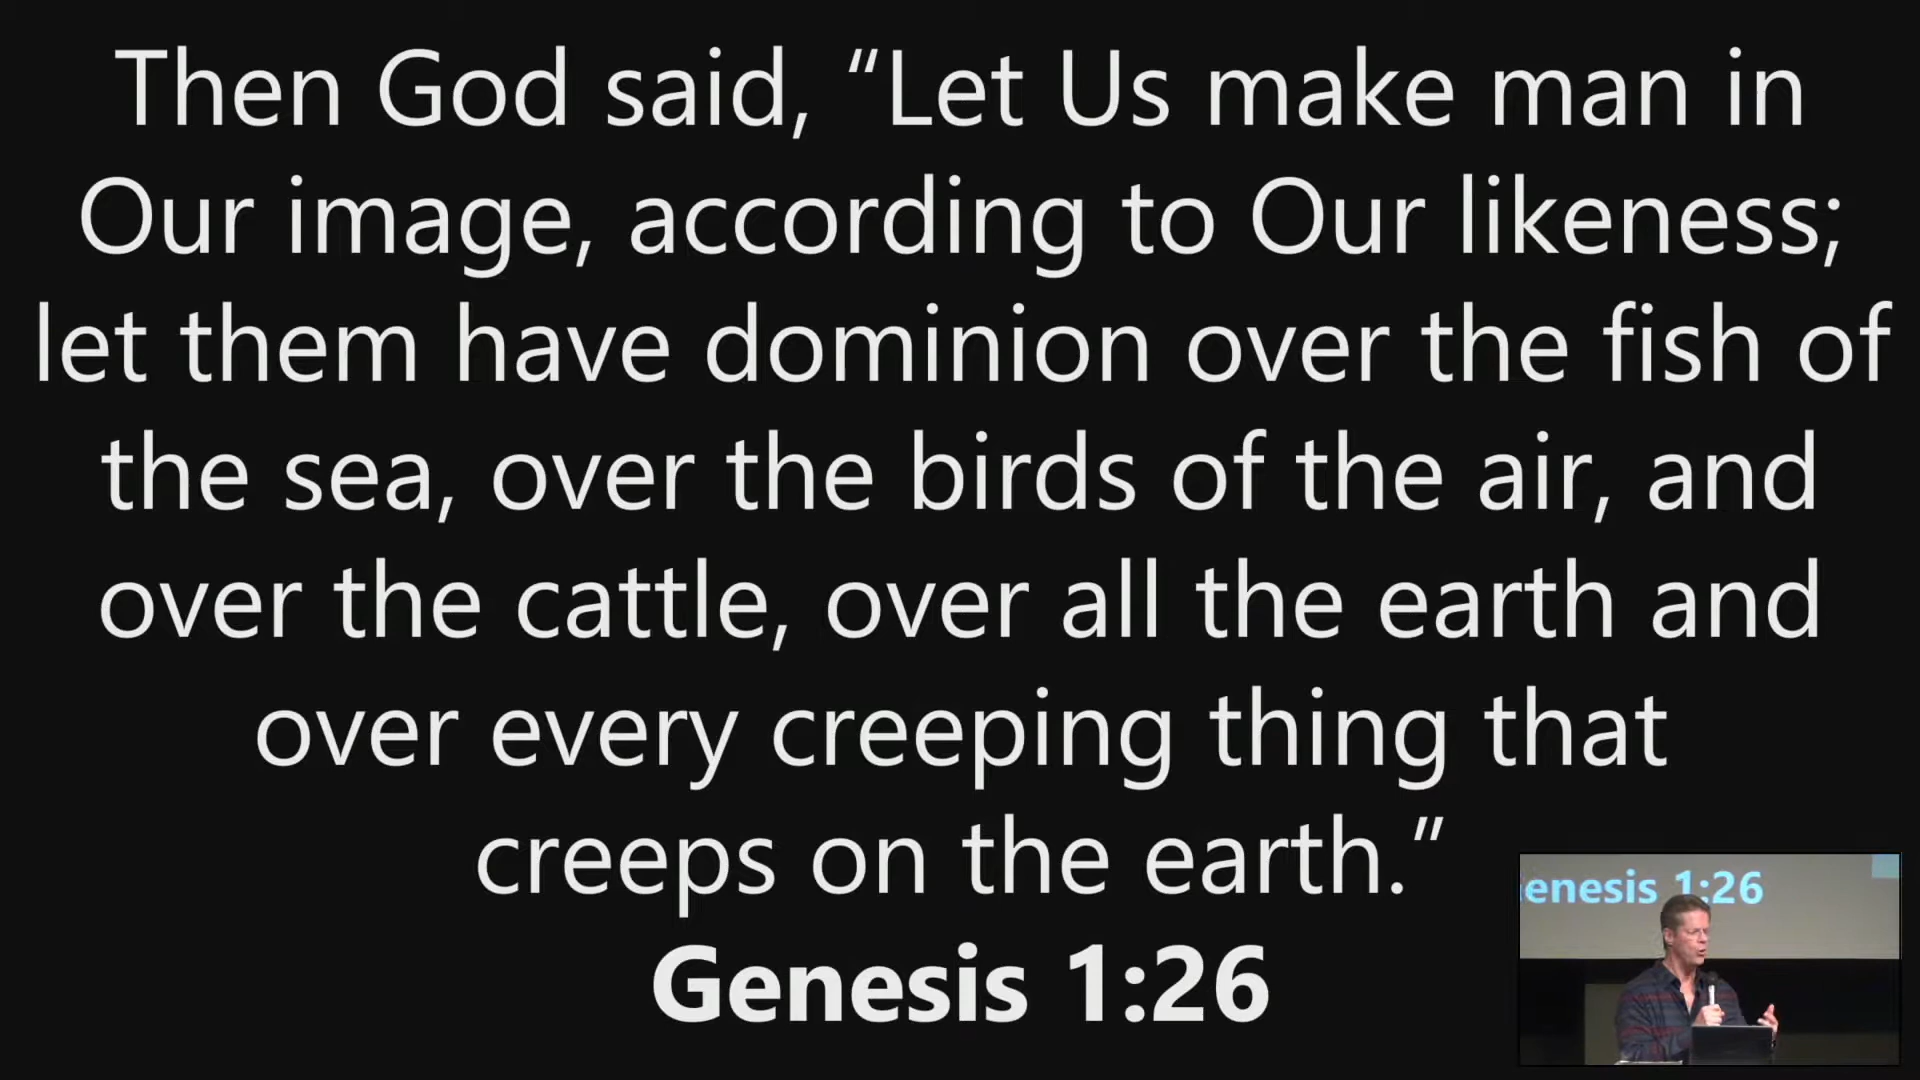 Then God said, “Let Us make man in
Our image, according to Our likeness;
let them have dominion over the fish of
the sea, over the birds of the air, and
over the cattle, over all the earth and
over every creeping thing that
creeps on the earth.”
Genesis 1:26
enesis 1:26